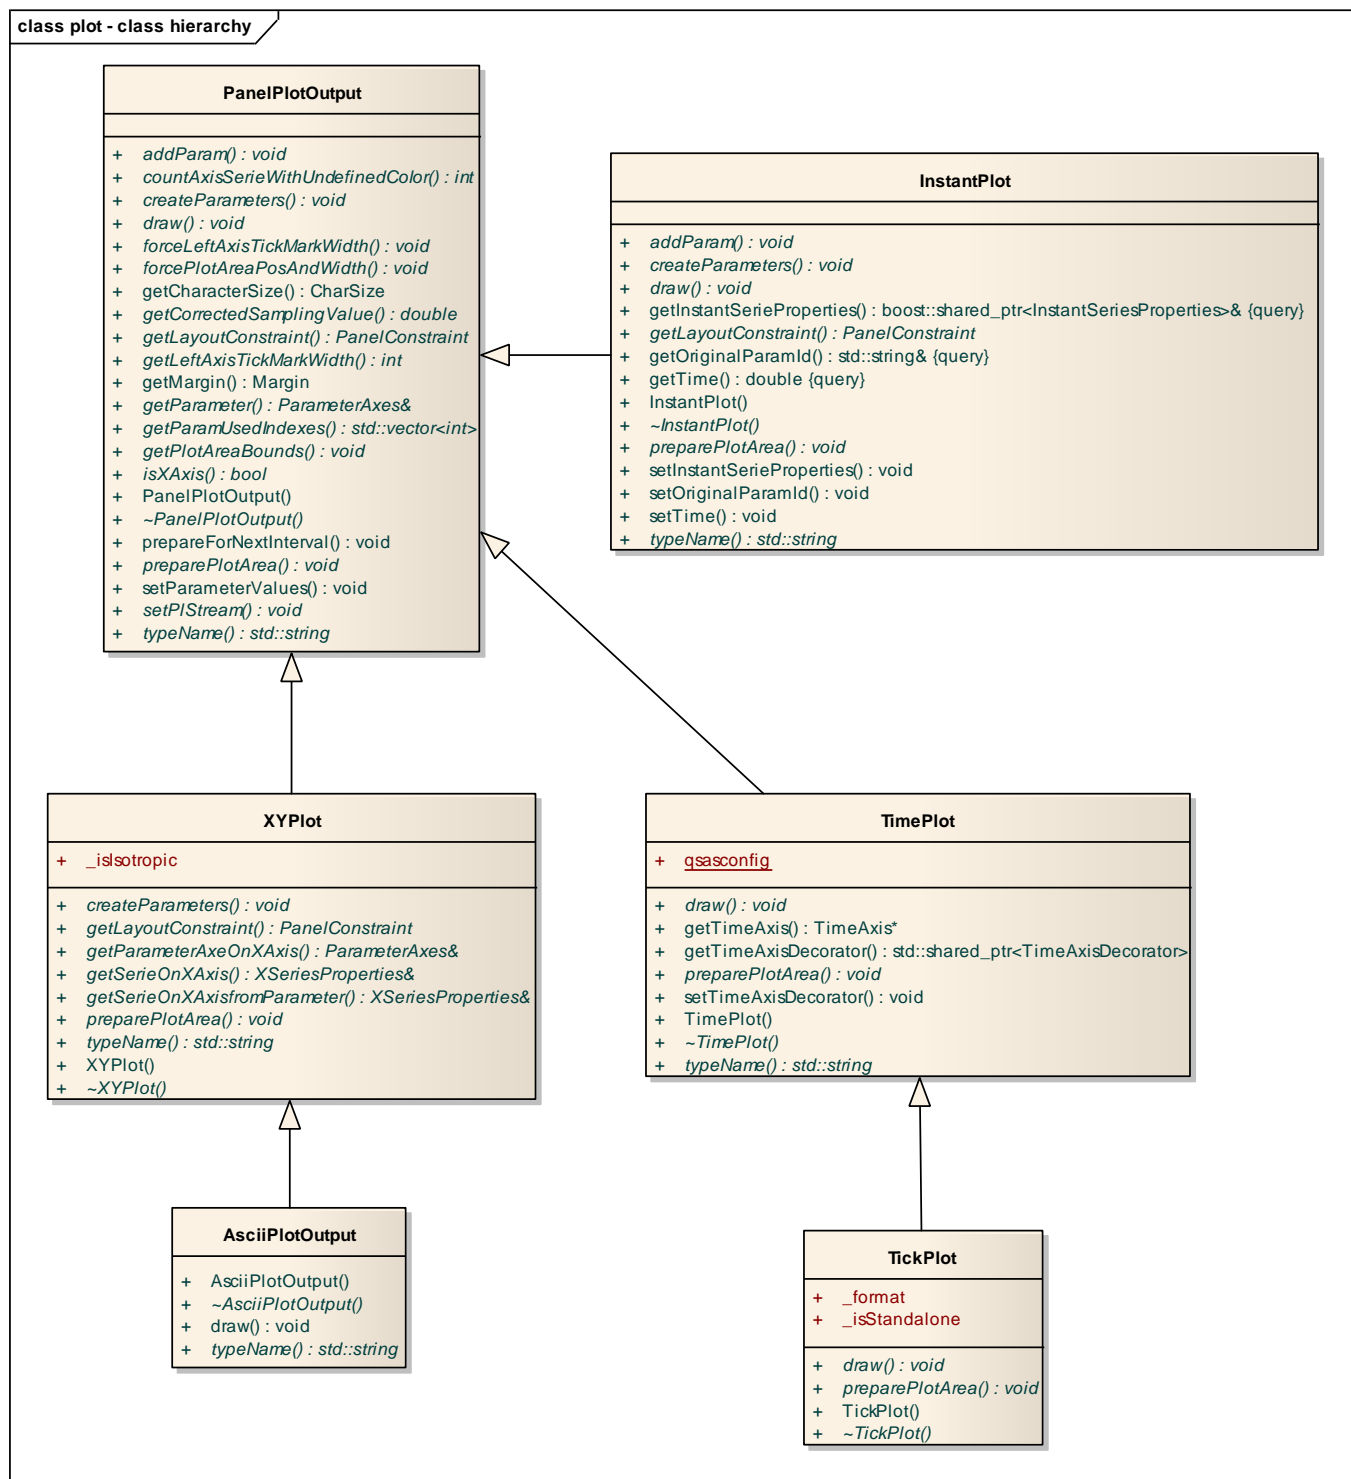 class plot - class hierarchy
PanelPlotOutput
+ addParam() : void
+ countAxisSerieWithUndefinedColor() : int
+ createParameters() : void
+ draw() : void
+ forceLeftAxisTickMarkWidth() : void
+ forcePlotAreaPosAndWidth() : void
+ getCharacterSize() : CharSize
+ getCorrectedSamplingValue() : double
+ getLayoutConstraint() : PanelConstraint
+ getLeftAxisTickMarkWidth() : int
+ getMargin() : Margin
+ getParameter() : ParameterAxes&
+ getParamUsedIndexes() : std::vector<int>
+ getPlotAreaBounds() : void
+ isXAxis() : bool
+ PanelPlotOutput()
+ ~PanelPlotOutput()
+ prepareForNextInterval() : void
+ preparePlotArea() : void
+ setParameterValues() : void
+ setPlStream() : void
+ typeName() : std::string
InstantPlot
+ addParam() : void
+ createParameters() : void
+ draw() : void
+ getInstantSerieProperties() : boost::shared_ptr<InstantSeriesProperties>& {query}
+ getLayoutConstraint() : PanelConstraint
+ getOriginalParamId() : std::string& {query}
+ getTime() : double {query}
+ InstantPlot()
+ ~InstantPlot()
+ preparePlotArea() : void
+ setInstantSerieProperties() : void
+ setOriginalParamId() : void
+ setTime() : void
+ typeName() : std::string
XYPlot
+ _isIsotropic
+ createParameters() : void
+ getLayoutConstraint() : PanelConstraint
+ getParameterAxeOnXAxis() : ParameterAxes&
+ getSerieOnXAxis() : XSeriesProperties&
+ getSerieOnXAxisfromParameter() : XSeriesProperties&
+ preparePlotArea() : void
+ typeName() : std::string
+ XYPlot()
+ ~XYPlot()
TimePlot
+ qsasconfig
+ draw() : void
+ getTimeAxis() : TimeAxis*
+ getTimeAxisDecorator() : std::shared_ptr<TimeAxisDecorator>
+ preparePlotArea() : void
+ setTimeAxisDecorator() : void
+ TimePlot()
+ ~TimePlot()
+ typeName() : std::string
AsciiPlotOutput
+ AsciiPlotOutput()
+ ~AsciiPlotOutput()
+ draw() : void
+ typeName() : std::string
TickPlot
+ _format
+ _isStandalone
+ draw() : void
+ preparePlotArea() : void
+ TickPlot()
+ ~TickPlot()